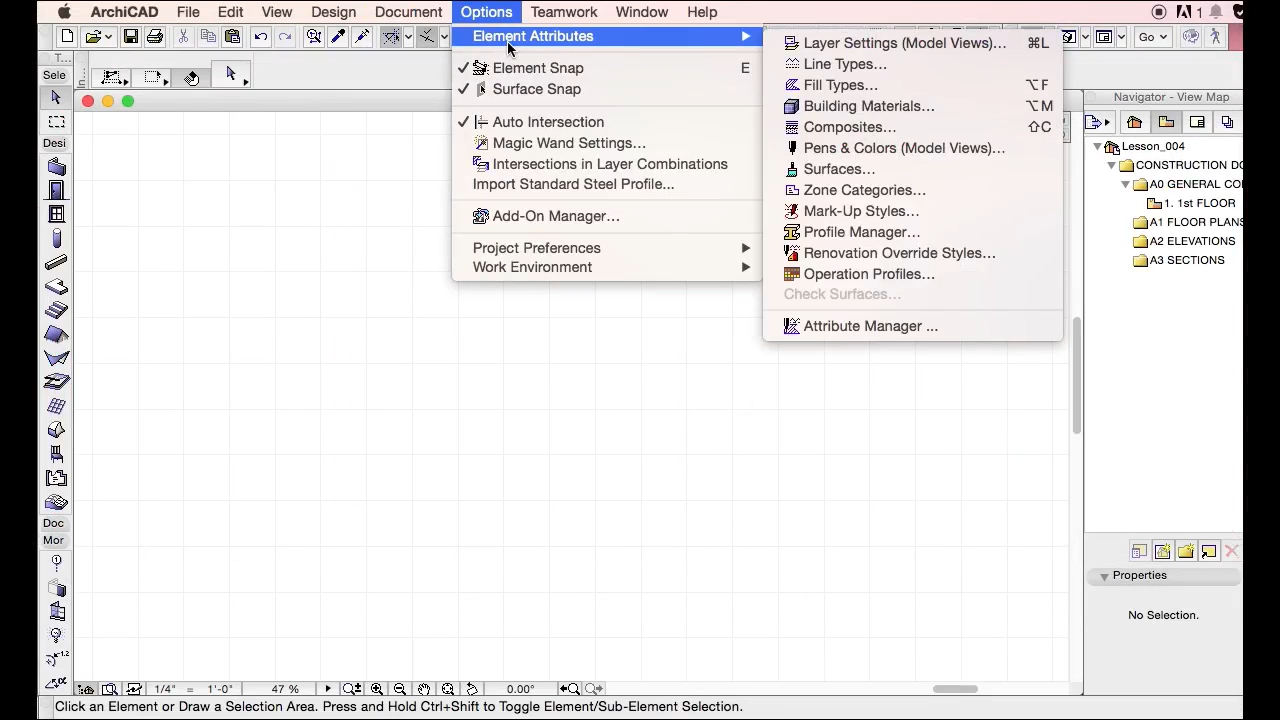 ArchiCAD File Edit View Design Document Options Teamwork Window Help 1
Go
T...
Sele
Desi
Doc
Mor
1.2
Element Attributes
Element Snap E
Surface Snap
Auto Intersection
Magic Wand Settings...
Intersections in Layer Combinations
Import Standard Steel Profile...
Add-On Manager...
Project Preferences
Work Environment
Layer Settings (Model Views)... ⌘L
Line Types...
Fill Types... ⌥F
Building Materials... ⌥M
Composites... ⇧C
Pens & Colors (Model Views)...
Surfaces...
Zone Categories...
Mark-Up Styles...
Profile Manager...
Renovation Override Styles...
Operation Profiles...
Check Surfaces...
Attribute Manager ...
Navigator - View Map
Lesson_004
CONSTRUCTION DO
A0 GENERAL CO
1. 1st FLOOR
A1 FLOOR PLANS
A2 ELEVATIONS
A3 SECTIONS
Properties
No Selection.
1/4" = 1'-0" 47 % 0.00°
Click an Element or Draw a Selection Area. Press and Hold Ctrl+Shift to Toggle Element/Sub-Element Selection.